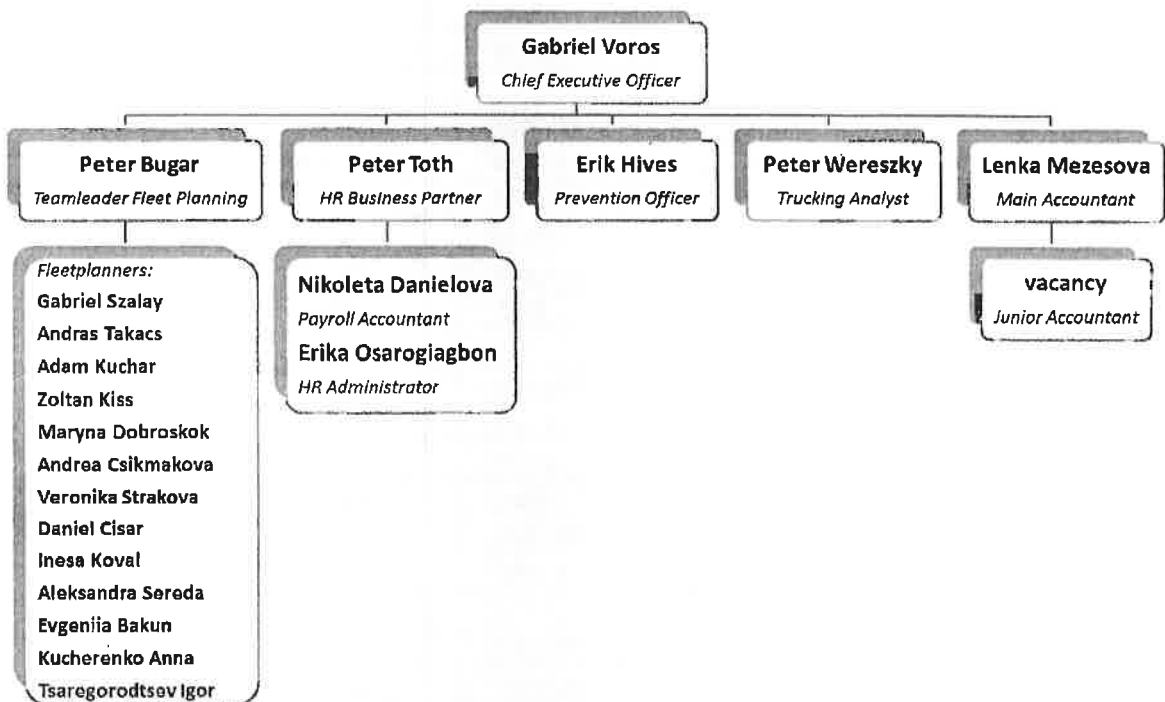 Gabriel Voros
Chief Executive Officer
Peter Bugar
Teamleader Fleet Planning
Peter Toth
HR Business Partner
Erik Hives
Prevention Officer
Peter Wereszky
Trucking Analyst
Lenka Mezesova
Main Accountant
Fleetplanners:
Gabriel Szalay
Andras Takacs
Adam Kuchar
Zoltan Kiss
Maryna Dobroskok
Andrea Csikmakova
Veronika Strakova
Daniel Cisar
Inesa Koval
Aleksandra Sereda
Evgeniia Bakun
Kucherenko Anna
Tsaregorodtsev Igor
Nikoleta Danielova
Payroll Accountant
Erika Osarogiagbon
HR Administrator
vacancy
Junior Accountant